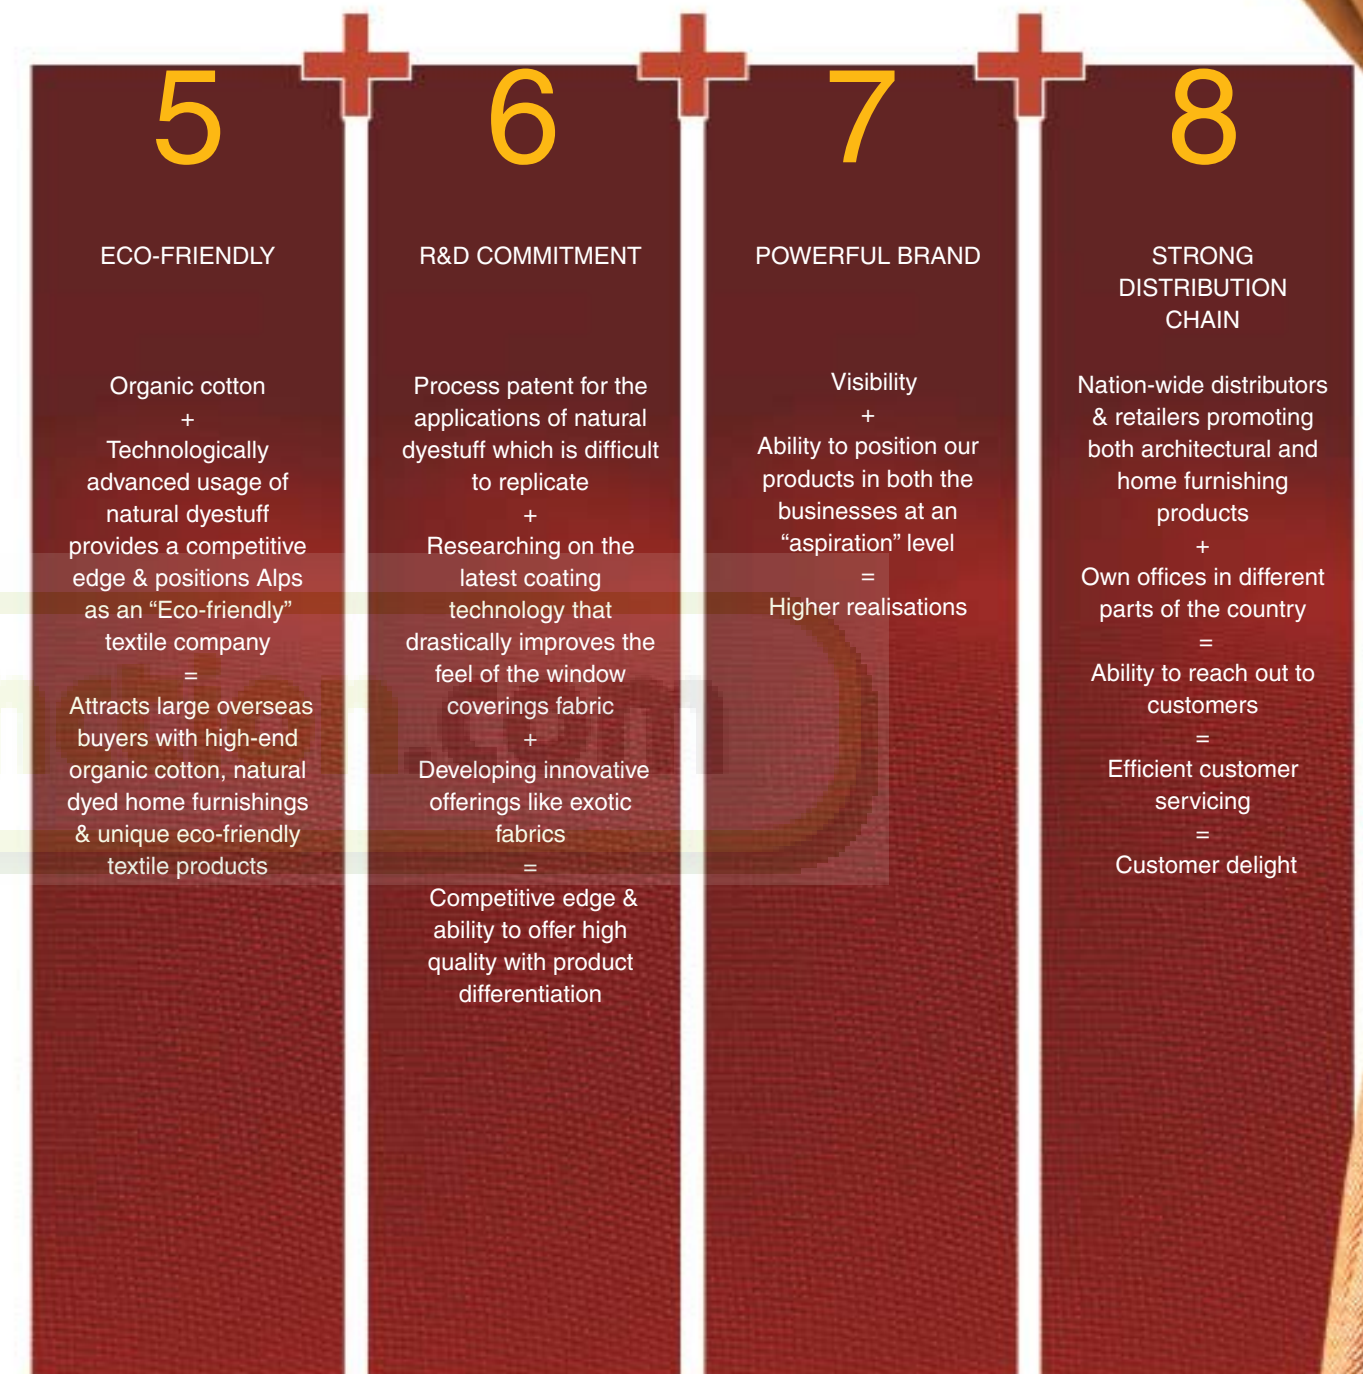 5
ECO-FRIENDLY
Organic cotton
+
Technologically
advanced usage of
natural dyestuff
provides a competitive
edge & positions Alps
as an “Eco-friendly”
textile company
=
Attracts large overseas
buyers with high-end
organic cotton, natural
dyed home furnishings
& unique eco-friendly
textile products
6
R&D COMMITMENT
Process patent for the
applications of natural
dyestuff which is difficult
to replicate
+
Researching on the
latest coating
technology that
drastically improves the
feel of the window
coverings fabric
+
Developing innovative
offerings like exotic
fabrics
=
Competitive edge &
ability to offer high
quality with product
differentiation
7
POWERFUL BRAND
Visibility
+
Ability to position our
products in both the
businesses at an
“aspiration” level
=
Higher realisations
8
STRONG
DISTRIBUTION
CHAIN
Nation-wide distributors
& retailers promoting
both architectural and
home furnishing
products
+
Own offices in different
parts of the country
=
Ability to reach out to
customers
=
Efficient customer
servicing
=
Customer delight
.com